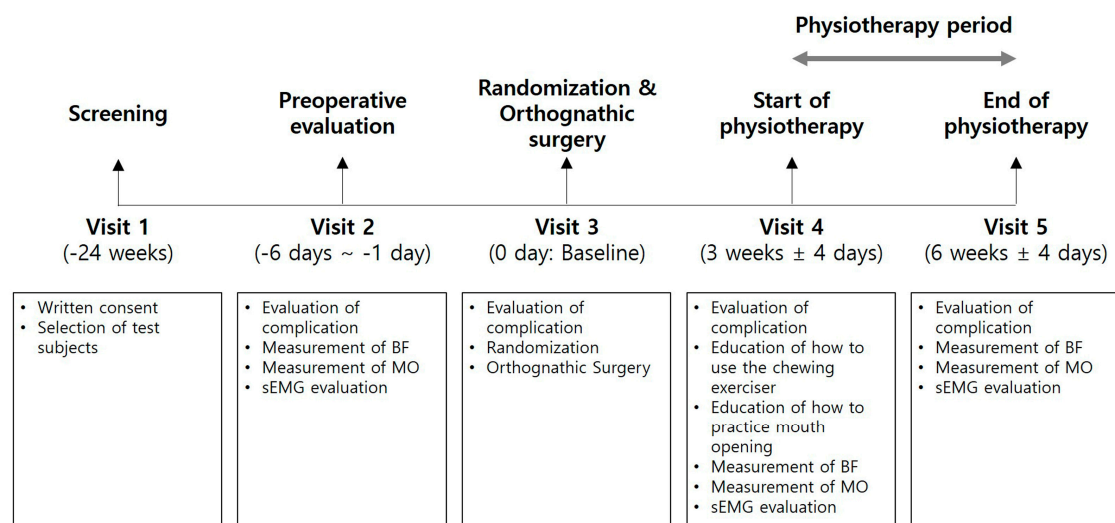 Physiotherapy period
Screening
Preoperative
evaluation
Randomization &
Orthognathic
surgery
Start of
physiotherapy
End of
physiotherapy
Visit 1
(-24 weeks)
Visit 2
(-6 days ~ -1 day)
Visit 3
(0 day: Baseline)
Visit 4
(3 weeks ± 4 days)
Visit 5
(6 weeks ± 4 days)
• Written consent
• Selection of test
subjects
• Evaluation of
complication
• Measurement of BF
• Measurement of MO
• sEMG evaluation
• Evaluation of
complication
• Randomization
• Orthognathic Surgery
• Evaluation of
complication
• Education of how to
use the chewing
exerciser
• Education of how to
practice mouth
opening
• Measurement of BF
• Measurement of MO
• sEMG evaluation
• Evaluation of
complication
• Measurement of BF
• Measurement of MO
• sEMG evaluation